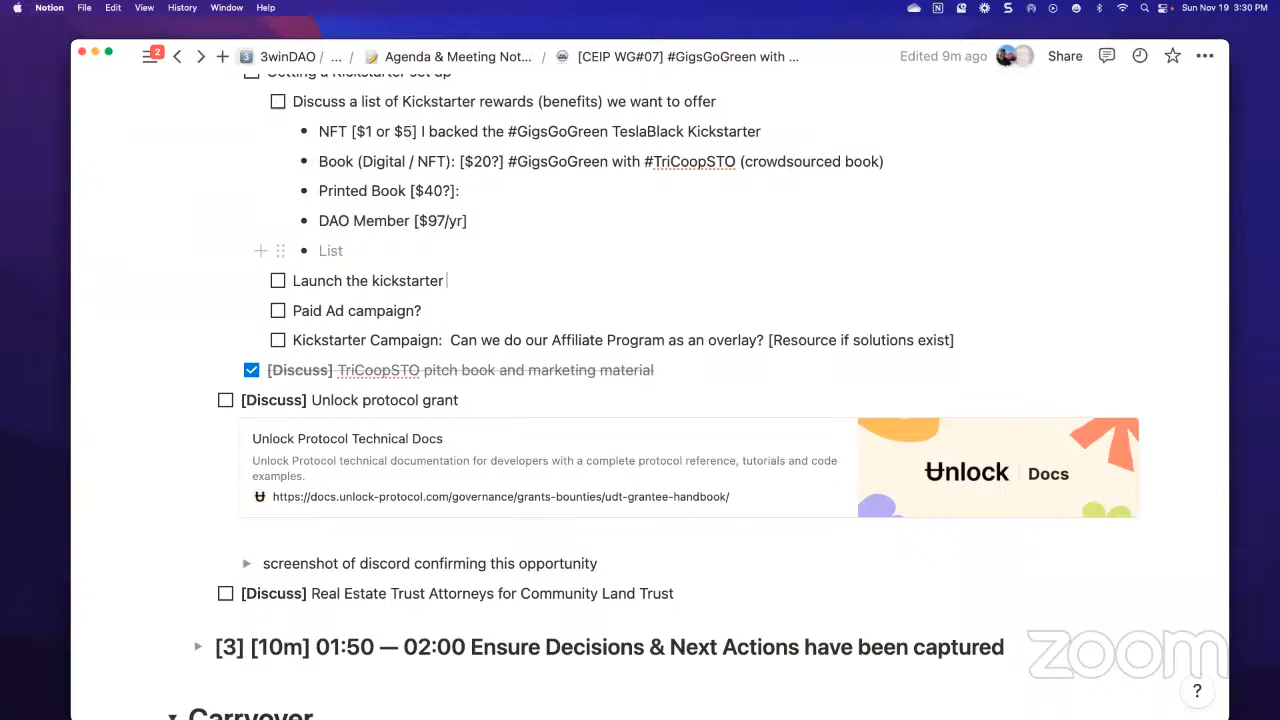 Notion File Edit View History Window Help Sun Nov 19 3:30 PM
2 3winDAO / ... / Agenda & Meeting Not... / [CEIP WG#07] #GigsGoGreen with ... Edited 9m ago Share
Getting a Kickstarter set up
Discuss a list of Kickstarter rewards (benefits) we want to offer
• NFT [$1 or $5] I backed the #GigsGoGreen TeslaBlack Kickstarter
• Book (Digital / NFT): [$20?] #GigsGoGreen with #TriCoopSTO (crowdsourced book)
• Printed Book [$40?]:
• DAO Member [$97/yr]
• List
Launch the kickstarter
Paid Ad campaign?
Kickstarter Campaign: Can we do our Affiliate Program as an overlay? [Resource if solutions exist]
[Discuss] TriCoopSTO pitch book and marketing material
[Discuss] Unlock protocol grant
Unlock Protocol Technical Docs
Unlock Protocol technical documentation for developers with a complete protocol reference, tutorials and code
examples.
https://docs.unlock-protocol.com/governance/grants-bounties/udt-grantee-handbook/
Unlock Docs
screenshot of discord confirming this opportunity
[Discuss] Real Estate Trust Attorneys for Community Land Trust
[3] [10m] 01:50 — 02:00 Ensure Decisions & Next Actions have been captured
zoom
?
Carryover